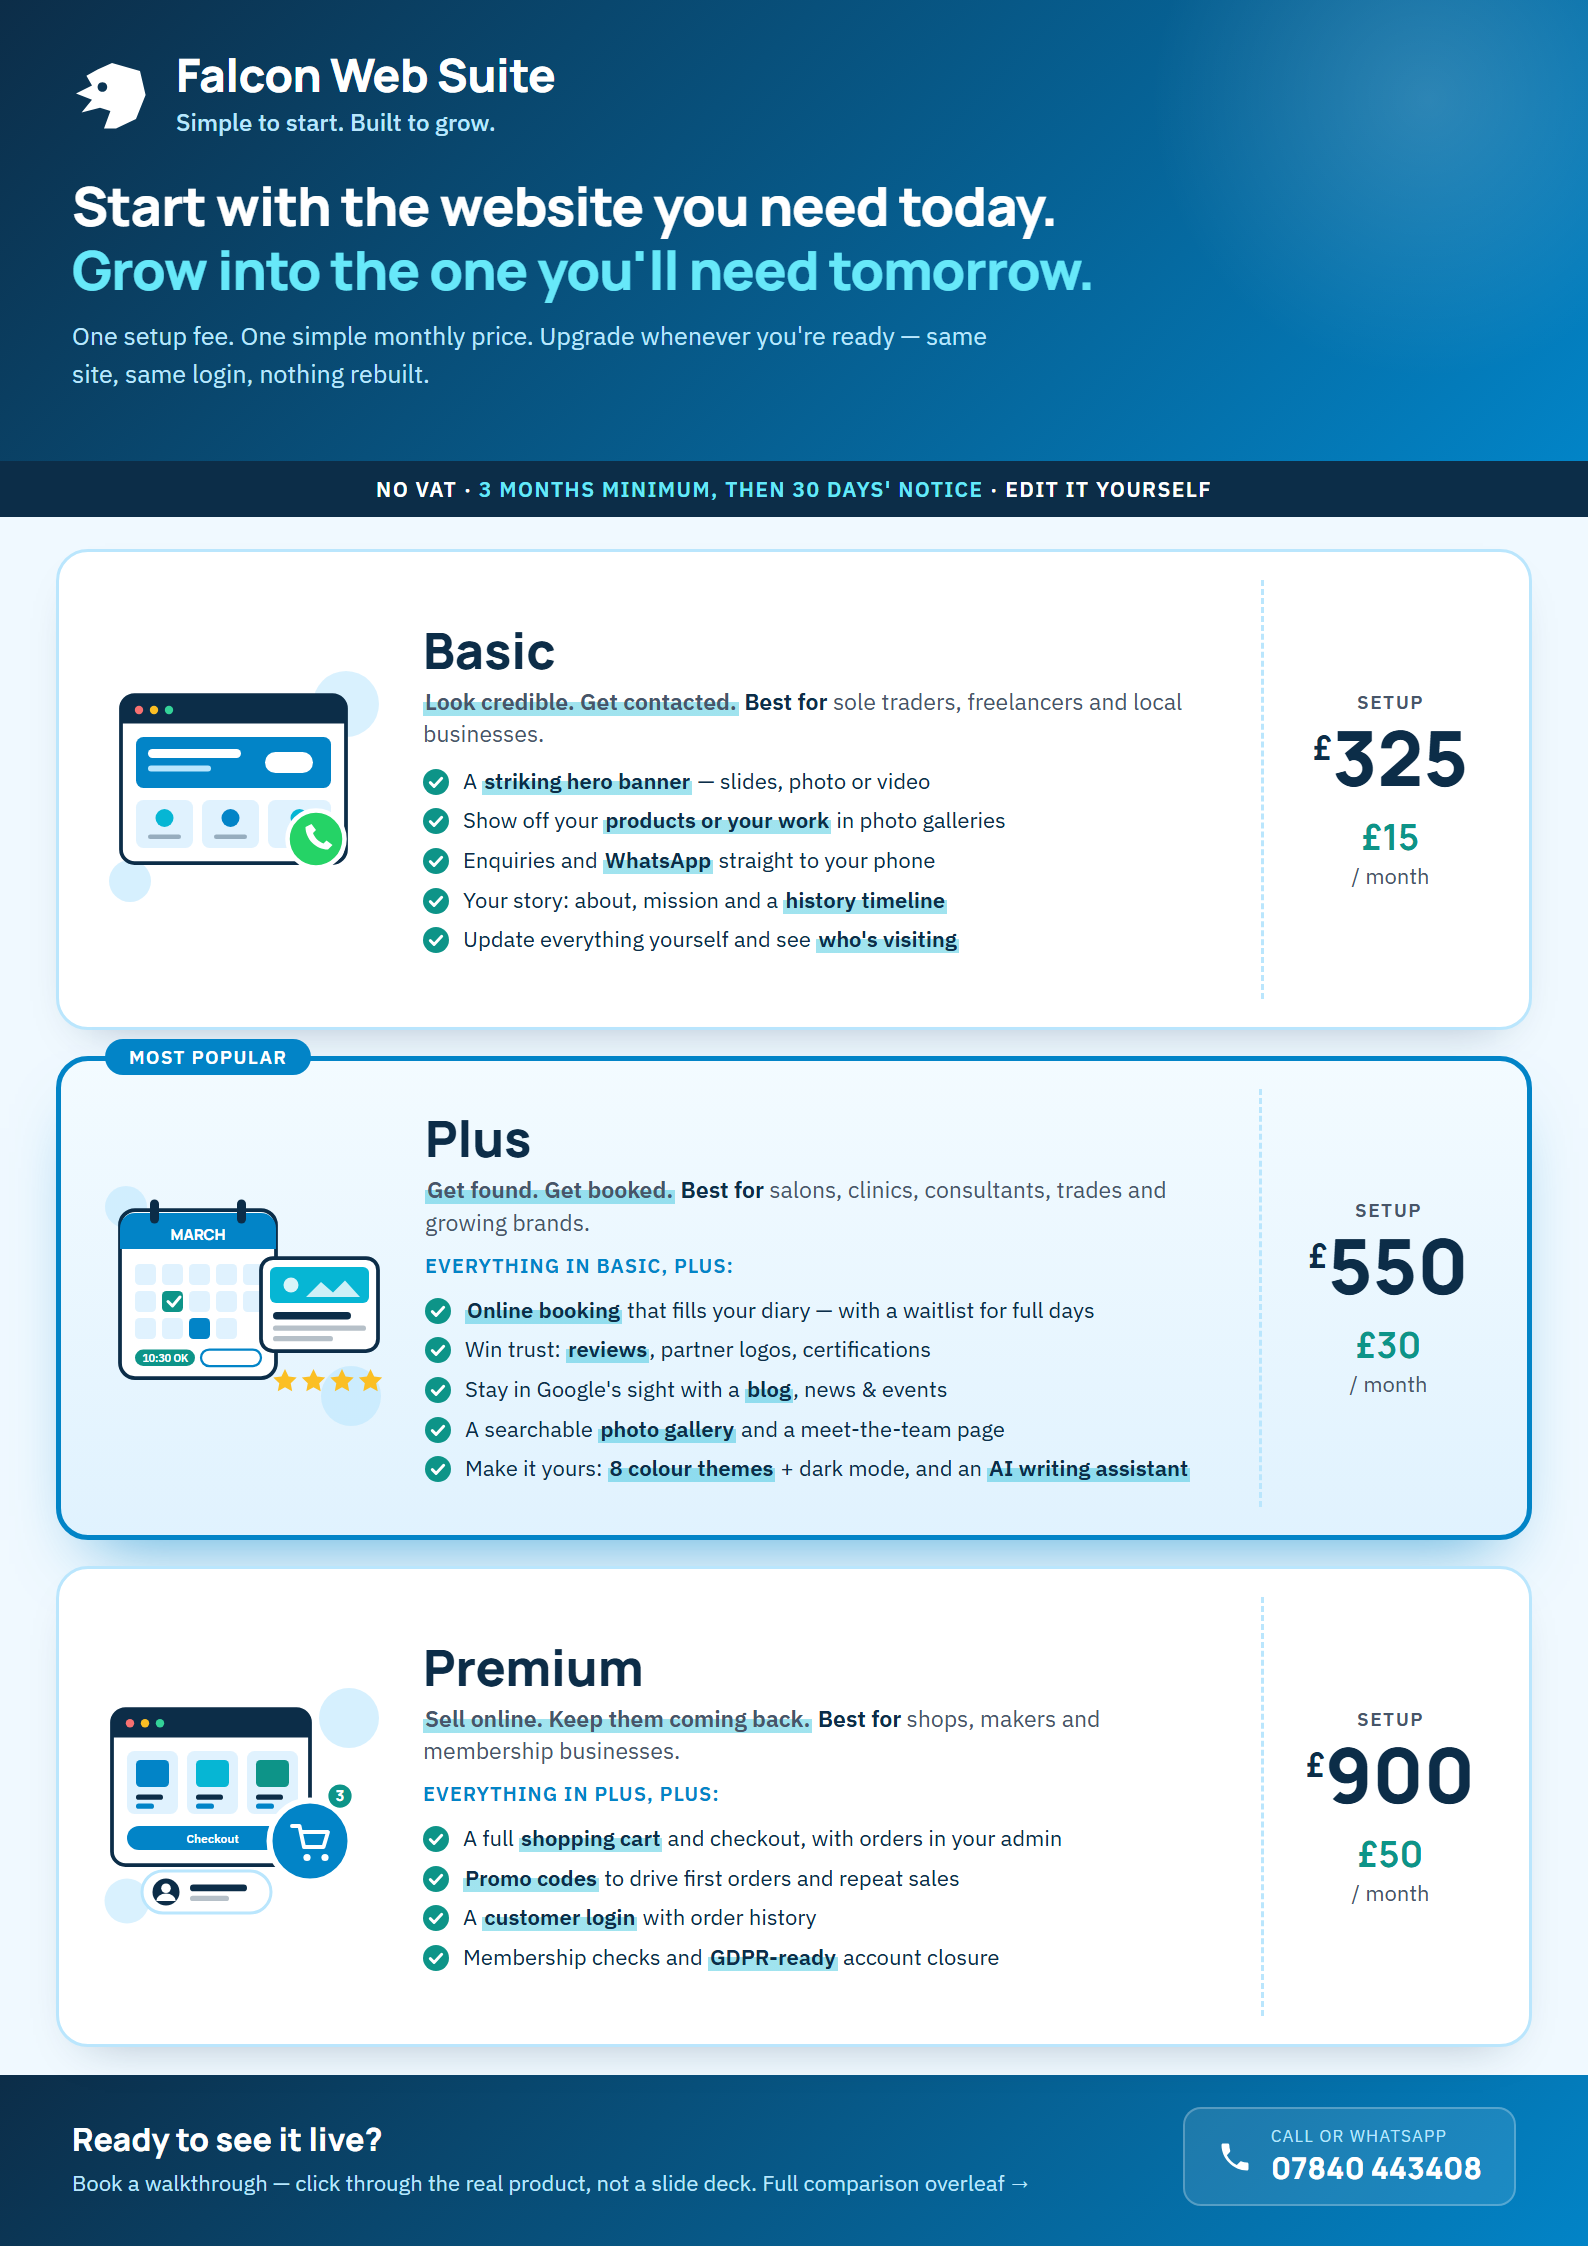 Falcon Web Suite
Simple to start. Built to grow.
Start with the website you need today.
Grow into the one you'll need tomorrow.
One setup fee. One simple monthly price. Upgrade whenever you're ready — same
site, same login, nothing rebuilt.
NO VAT · 3 MONTHS MINIMUM, THEN 30 DAYS' NOTICE · EDIT IT YOURSELF
Basic
Look credible. Get contacted. Best for sole traders, freelancers and local
businesses.
A striking hero banner — slides, photo or video
Show off your products or your work in photo galleries
Enquiries and WhatsApp straight to your phone
Your story: about, mission and a history timeline
Update everything yourself and see who's visiting
SETUP
£325
£15
/ month
MOST POPULAR
MARCH
10:30 OK
Plus
Get found. Get booked. Best for salons, clinics, consultants, trades and
growing brands.
EVERYTHING IN BASIC, PLUS:
Online booking that fills your diary — with a waitlist for full days
Win trust: reviews, partner logos, certifications
Stay in Google's sight with a blog, news & events
A searchable photo gallery and a meet-the-team page
Make it yours: 8 colour themes + dark mode, and an AI writing assistant
SETUP
£550
£30
/ month
Checkout
3
Premium
Sell online. Keep them coming back. Best for shops, makers and
membership businesses.
EVERYTHING IN PLUS, PLUS:
A full shopping cart and checkout, with orders in your admin
Promo codes to drive first orders and repeat sales
A customer login with order history
Membership checks and GDPR-ready account closure
SETUP
£900
£50
/ month
Ready to see it live?
Book a walkthrough — click through the real product, not a slide deck. Full comparison overleaf →
CALL OR WHATSAPP
07840 443408